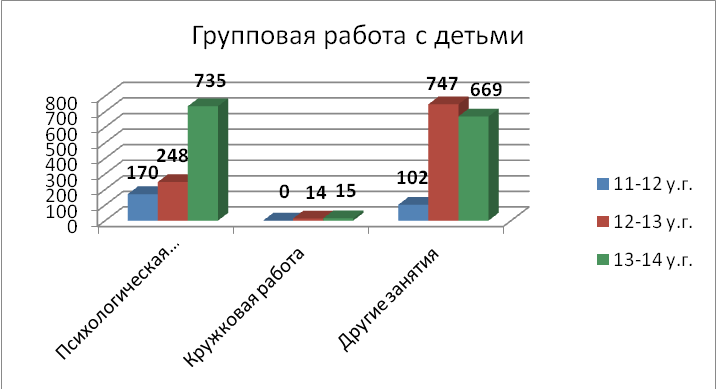 Групповая работа с детьми
800
700
600
500
400
300
200
100
0
170
248
735
0
14
15
102
747
669
Психологическая...
Кружковая работа
Другие занятия
11-12 у.г.
12-13 у.г.
13-14 у.г.